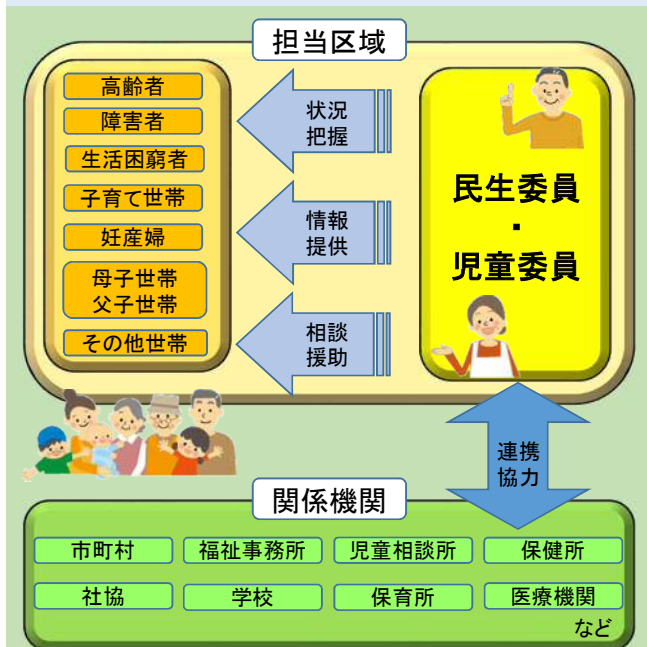 担当区域
高齢者
障害者
生活困窮者
子育て世帯
妊産婦
母子世帯
父子世帯
その他世帯
状況
把握
情報
提供
相談
援助
民生委員
・
児童委員
連携
協力
関係機関
市町村
福祉事務所
児童相談所
保健所
社協
学校
保育所
医療機関
など